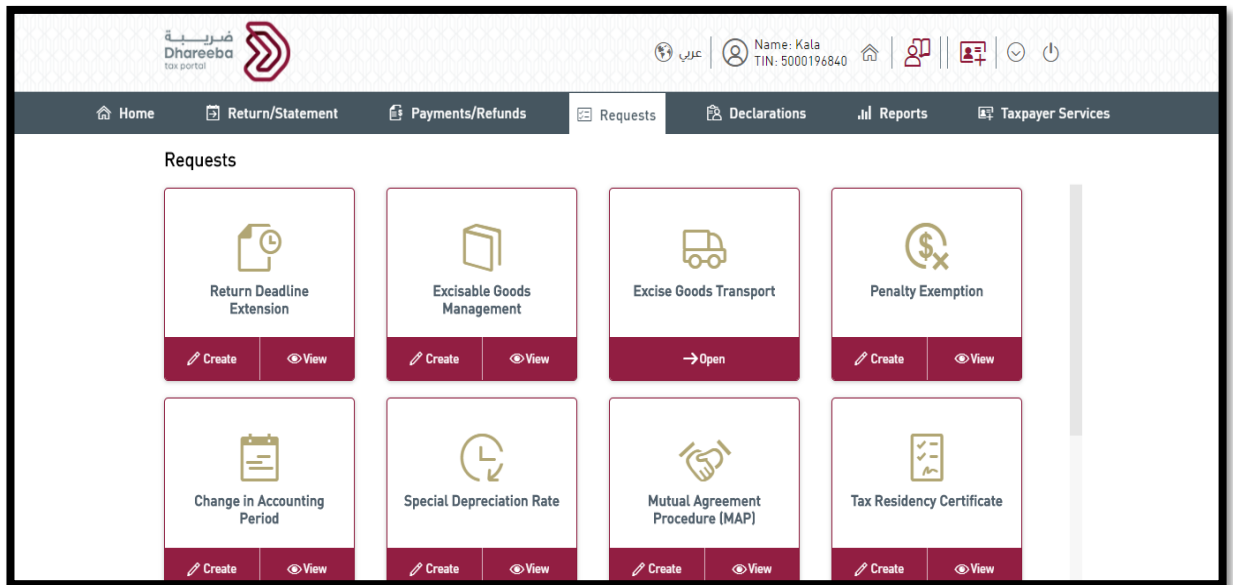 ضريبة
Dhareeba
tax portal
عربي
Name: Kala
TIN: 5000196840
Home
Return/Statement
Payments/Refunds
Requests
Declarations
Reports
Taxpayer Services
Requests
Return Deadline
Extension
Create
View
Excisable Goods
Management
Create
View
Excise Goods Transport
Open
Penalty Exemption
Create
View
Change in Accounting
Period
Create
View
Special Depreciation Rate
Create
View
Mutual Agreement
Procedure (MAP)
Create
View
Tax Residency Certificate
Create
View